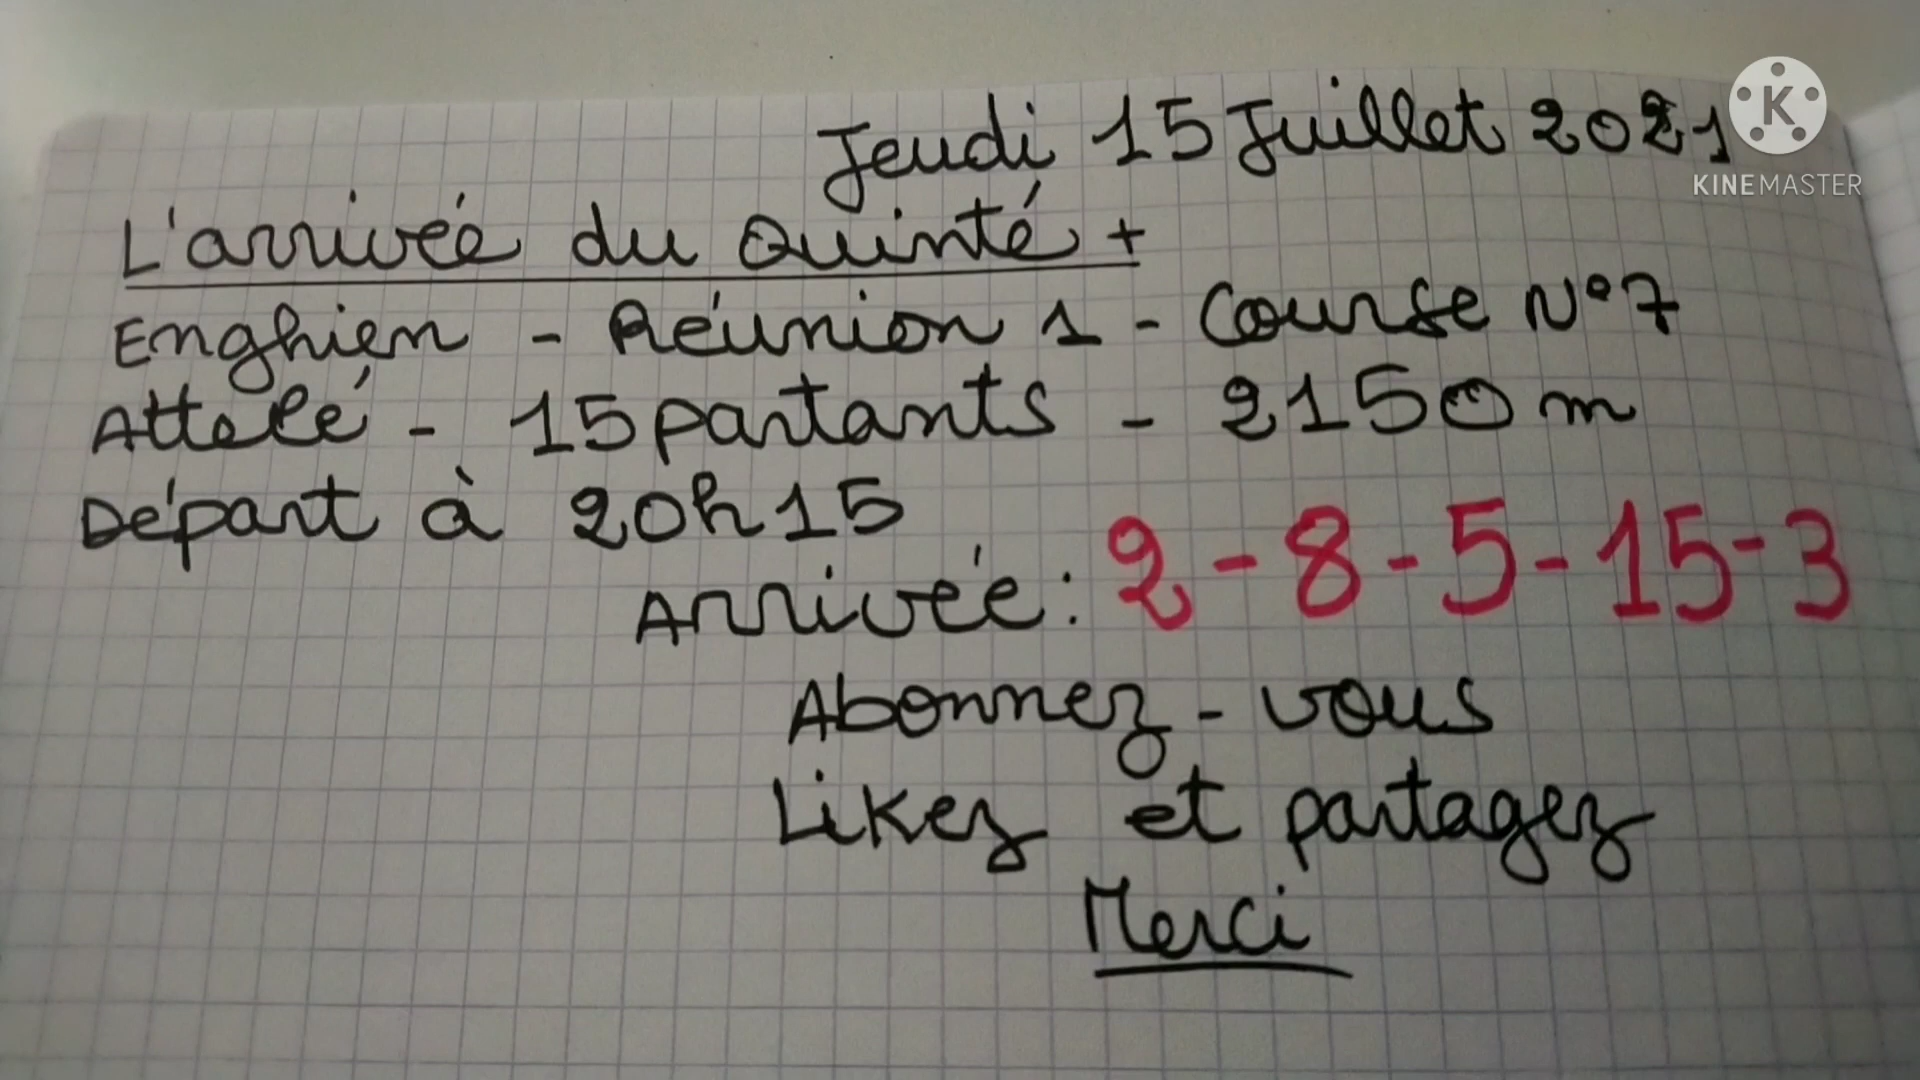 Jeudi 15 Juillet 2021
L'arrivée du Quinté +
Enghien - Réunion 1 - Course N°7
Attelé - 15 partants - 2150 m
Départ à 20h15
Arrivée : 2 - 8 - 5 - 15 - 3
Abonnez - vous
Likez et partagez
Merci
K
KINEMASTER